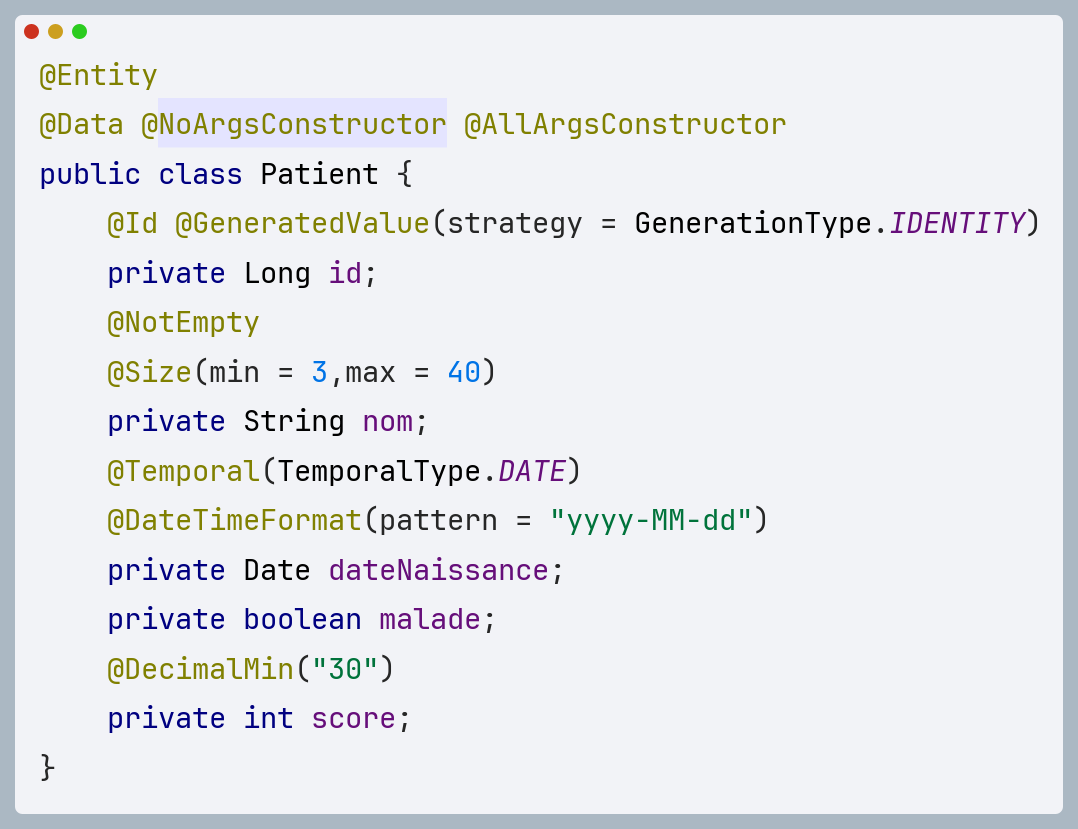 @Entity
@Data @NoArgsConstructor @AllArgsConstructor
public class Patient {
    @Id @GeneratedValue(strategy = GenerationType.IDENTITY)
    private Long id;
    @NotEmpty
    @Size(min = 3,max = 40)
    private String nom;
    @Temporal(TemporalType.DATE)
    @DateTimeFormat(pattern = "yyyy-MM-dd")
    private Date dateNaissance;
    private boolean malade;
    @DecimalMin("30")
    private int score;
}